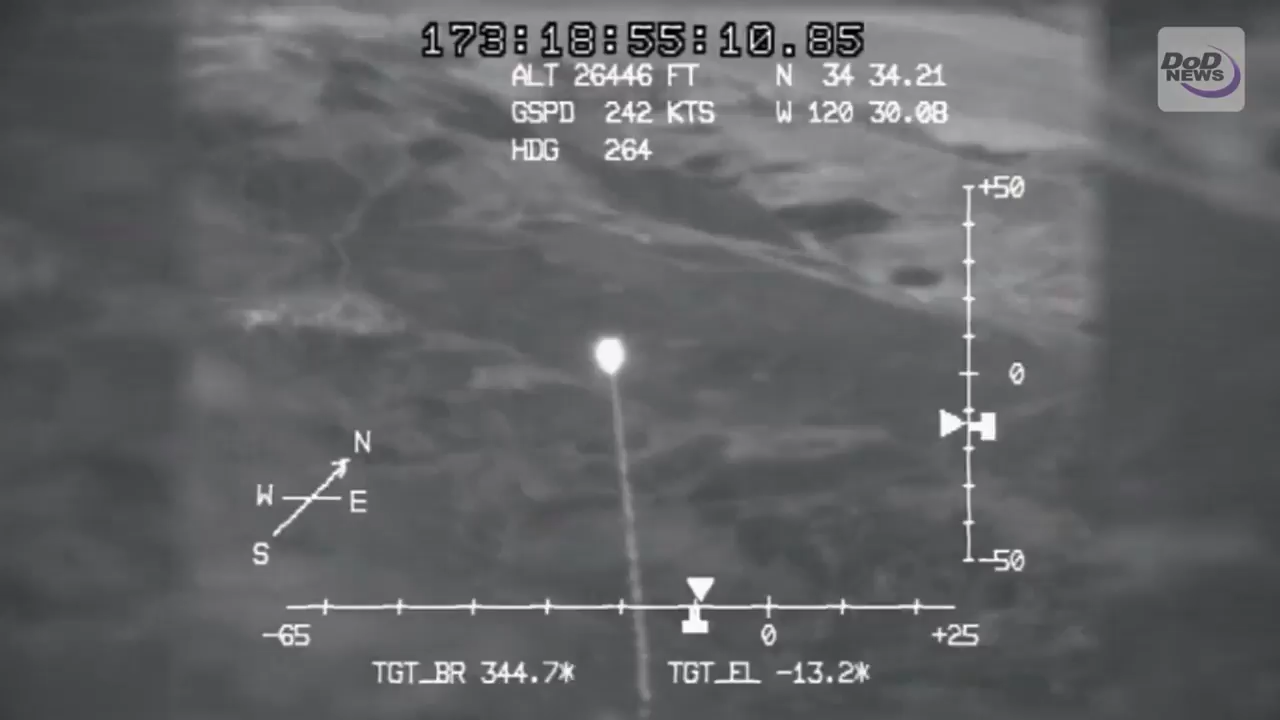 173:18:55:10.85
DoD
NEWS
ALT 26446 FT N 34 34.21
GSPD 242 KTS W 120 30.08
HDG 264
+50
0
-50
N
W E
S
-65 0 +25
TGT_BR 344.7* TGT_EL -13.2*